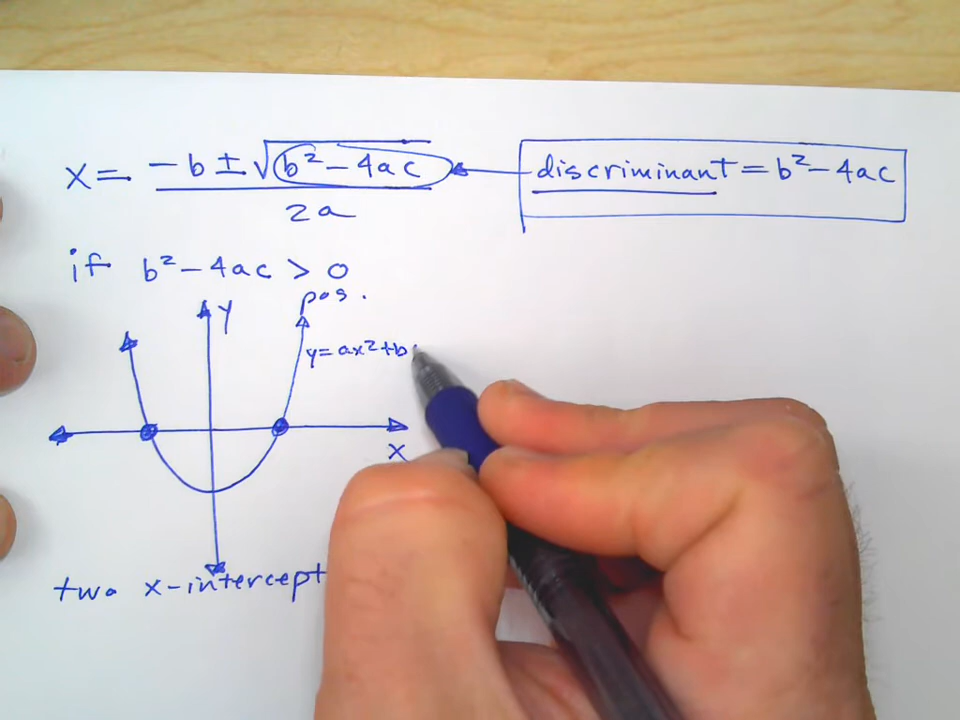 x = -b ± √(b² - 4ac) / 2a
discriminant = b² - 4ac
if b² - 4ac > 0
pos.
y
y = ax² + b
x
two x-intercept